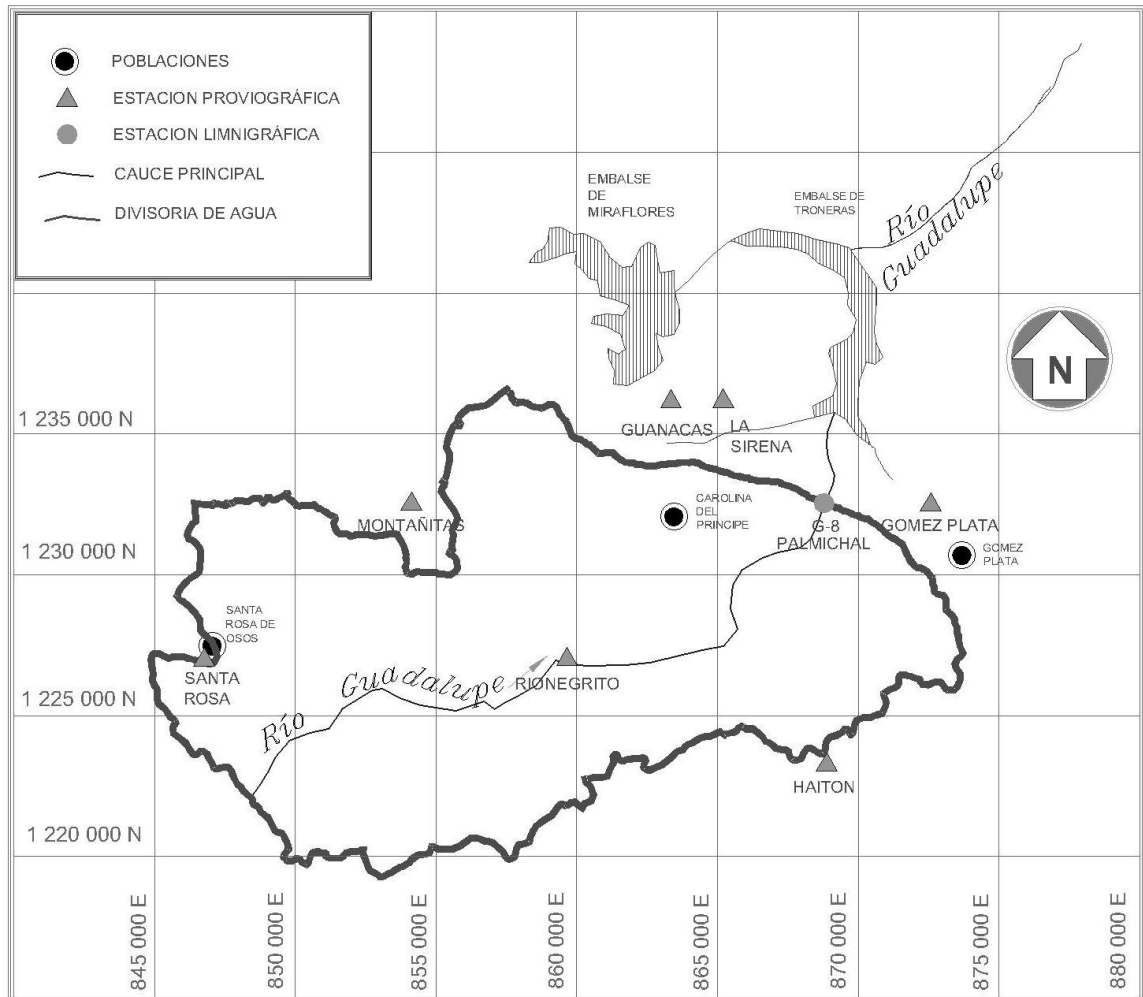 POBLACIONES
ESTACION PROVIOGRÁFICA
ESTACION LIMNIGRÁFICA
CAUCE PRINCIPAL
DIVISORIA DE AGUA
EMBALSE
DE
MIRAFLORES
EMBALSE DE
TRONERAS
Río
Guadalupe
N
1 235 000 N
GUANACAS
LA
SIRENA
MONTAÑITAS
CAROLINA
DEL
PRINCIPE
G-8
PALMICHAL
GOMEZ PLATA
GOMEZ
PLATA
1 230 000 N
SANTA
ROSA DE
OSOS
SANTA
ROSA
Río
Guadalupe
RIONEGRITO
1 225 000 N
HAITON
1 220 000 N
845 000 E
850 000 E
855 000 E
860 000 E
865 000 E
870 000 E
875 000 E
880 000 E